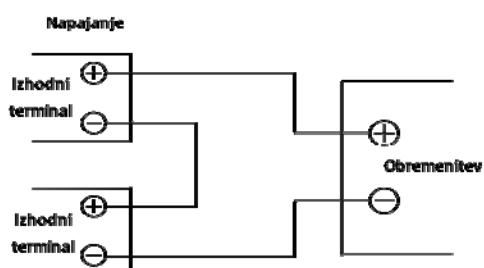 Napajanje
Izhodni
terminal
Obremenitev
Izhodni
terminal